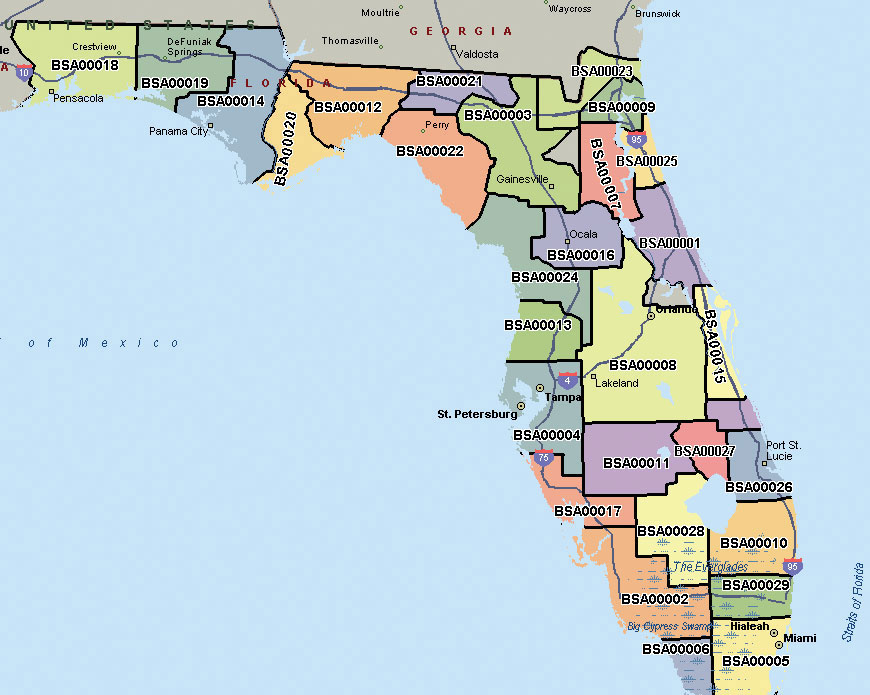 Moultrie
Waycross
Brunswick
UNITED STATES
GEORGIA
Thomasville
Valdosta
Crestview
DeFuniak
Springs
BSA00018
BSA00019
10
A
FLORIDA
BSA00021
BSA00023
Pensacola
BSA00014
BSA00012
BSA00003
BSA00009
Panama City
Perry
BSA00020
BSA00022
95
BSA00025
BSA00007
Gainesville
Ocala
BSA00001
BSA00016
BSA00024
Orlando
BSA00013
BSA00015
of Mexico
BSA00008
4
Lakeland
Tampa
St. Petersburg
BSA00004
75
BSA00011
BSA00027
Port St.
Lucie
BSA00026
BSA00017
BSA00028
BSA00010
The Everglades
95
BSA00029
BSA00002
Big Cypress Swamp
Hialeah
Miami
BSA00006
BSA00005
Straits of Florida